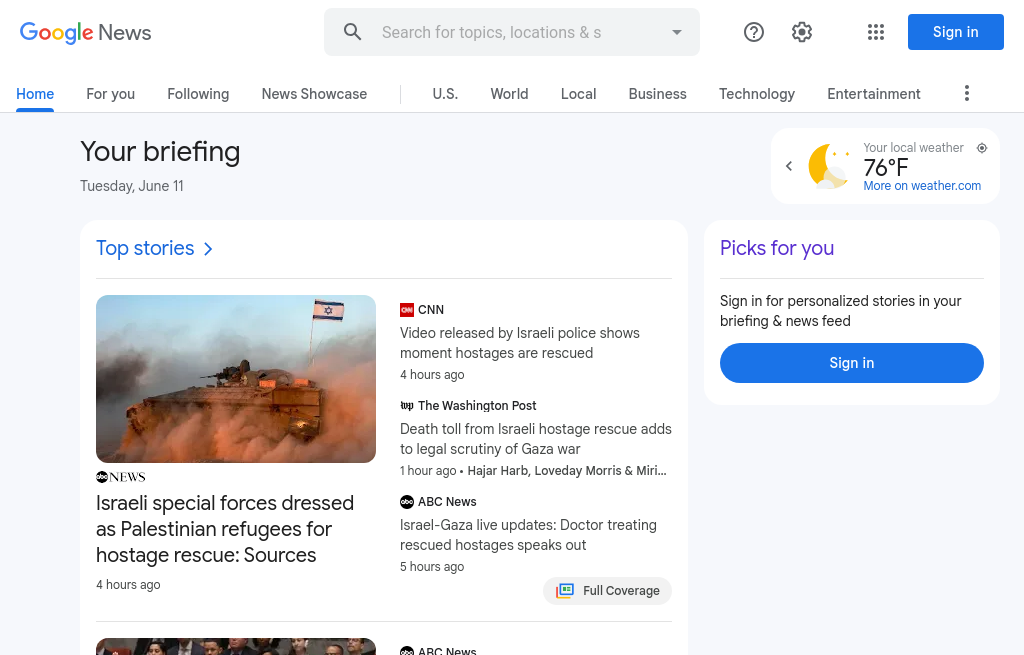 Google News
Search for topics, locations & s
Sign in
Home
For you
Following
News Showcase
U.S.
World
Local
Business
Technology
Entertainment
Your briefing
Tuesday, June 11
Your local weather
76°F
More on weather.com
Top stories
abc NEWS
Israeli special forces dressed
as Palestinian refugees for
hostage rescue: Sources
4 hours ago
CNN CNN
Video released by Israeli police shows
moment hostages are rescued
4 hours ago
wp The Washington Post
Death toll from Israeli hostage rescue adds
to legal scrutiny of Gaza war
1 hour ago • Hajar Harb, Loveday Morris & Miri...
abc ABC News
Israel-Gaza live updates: Doctor treating
rescued hostages speaks out
5 hours ago
Full Coverage
abc ABC News
Picks for you
Sign in for personalized stories in your
briefing & news feed
Sign in